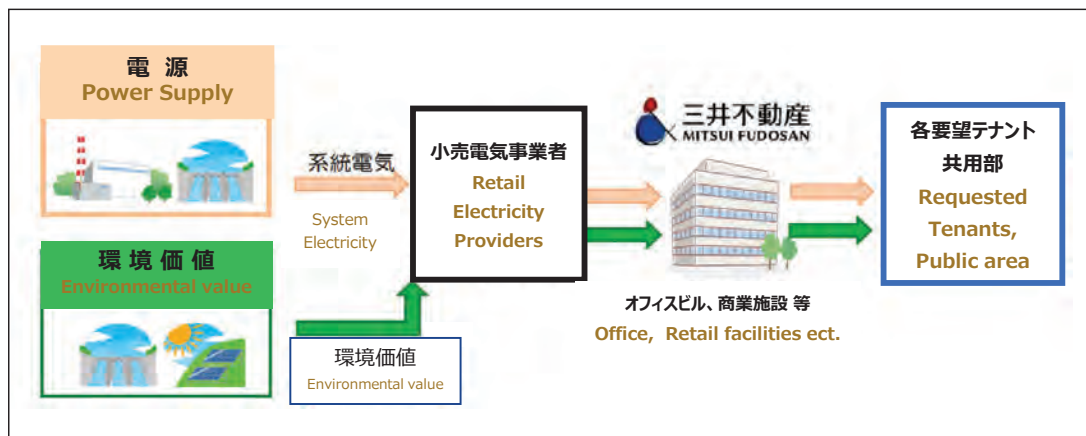 電 源
Power Supply
環 境 価 値
Environmental value
系統電気
System
Electricity
環境価値
Environmental value
小売電気事業者
Retail
Electricity
Providers
三井不動産
MITSUI FUDOSAN
オフィスビル、商業施設 等
Office, Retail facilities ect.
各要望テナント
共用部
Requested
Tenants,
Public area